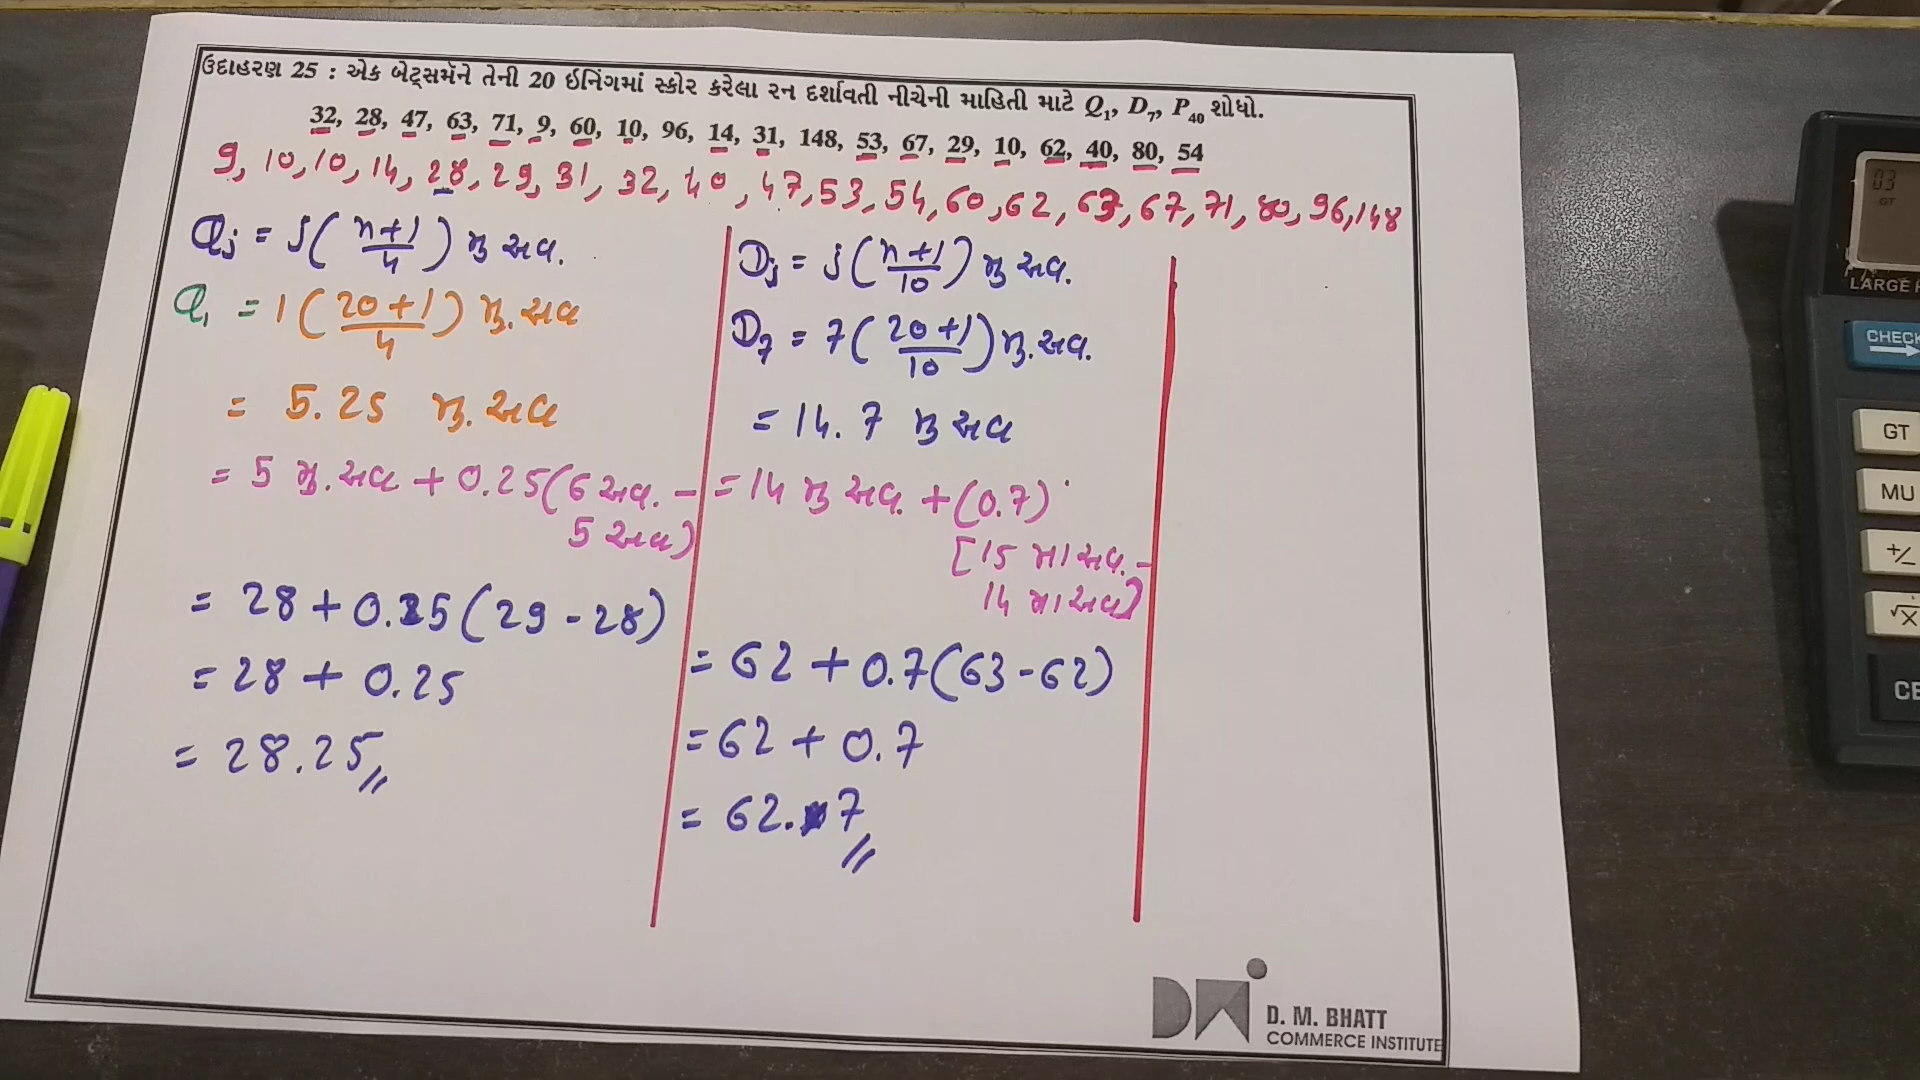 ઉદાહરણ 25 : એક બેટ્સમૅને તેની 20 ઈનિંગમાં સ્કોર કરેલા રન દર્શાવતી નીચેની માહિતી માટે Q₁, D₇, P₄₀ શોધો.
32, 28, 47, 63, 71, 9, 60, 10, 96, 14, 31, 148, 53, 67, 29, 10, 62, 40, 80, 54
9, 10, 10, 14, 28, 29, 31, 32, 40, 47, 53, 54, 60, 62, 63, 67, 71, 80, 96, 148
Qj = j(n+1/4) મુ અવ.
Q₁ = 1(20+1/4) મુ. અવ
= 5.25 મુ. અવ
= 5 મુ. અવ + 0.25(6 અવ. –
5 અવ)
= 28 + 0.25 (29 - 28)
= 28 + 0.25
= 28.25
Dj = j(n+1/10) મુ અવ.
D₇ = 7(20+1/10) મુ. અવ.
= 14.7 મુ અવ
= 14 મુ અવ. + (0.7)
[15 મા અવ. –
14 મા અવ]
= 62 + 0.7(63-62)
= 62 + 0.7
= 62.7
D. M. BHATT
COMMERCE INSTITUTE
LARGE
CHECK
GT
MU
+/
√X
CE